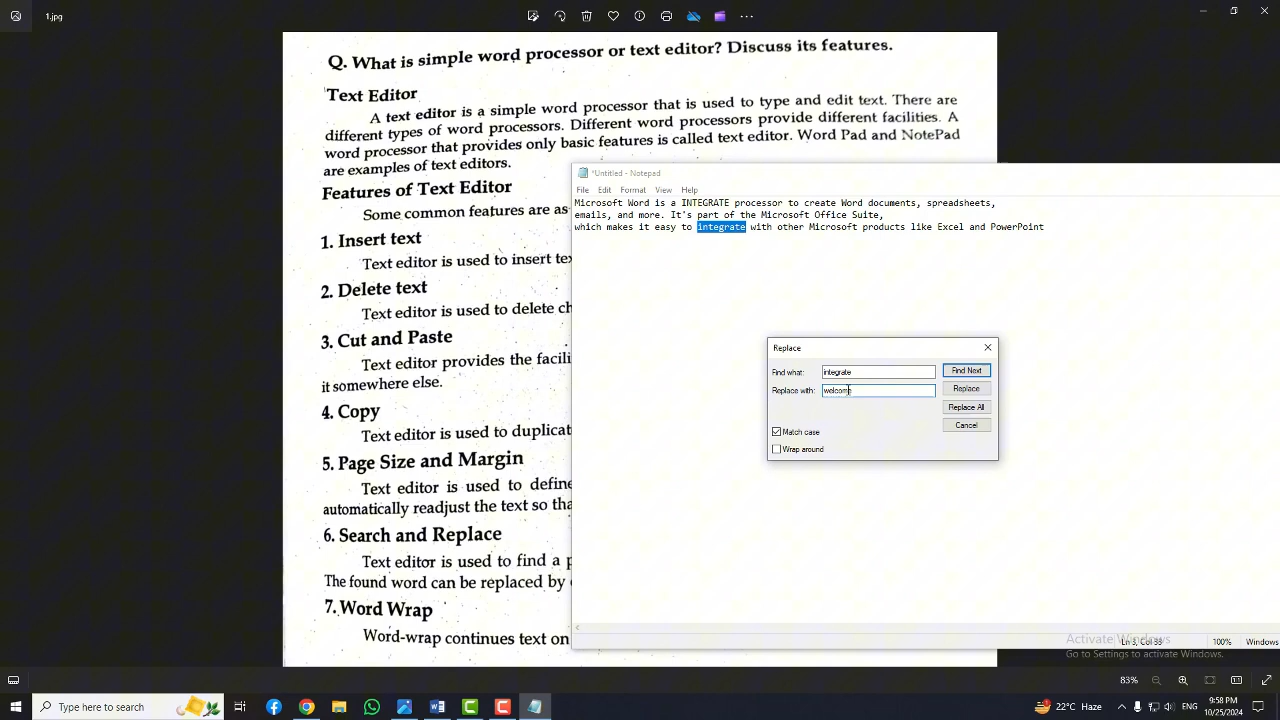 1.jpg
Q. What is simple word processor or text editor? Discuss its features.
Text Editor
A text editor is a simple word processor that is used to type and edit text. There are
different types of word processors. Different word processors provide different facilities. A
word processor that provides only basic features is called text editor. Word Pad and NotePad
are examples of text editors.
Features of Text Editor
Some common features are as
1. Insert text
Text editor is used to insert tex
2. Delete text
Text editor is used to delete ch
3. Cut and Paste
Text editor provides the facili
it somewhere else.
4. Copy
Text editor is used to duplicat
5. Page Size and Margin
Text editor is used to define
automatically readjust the text so tha
6. Search and Replace
Text editor is used to find a p
The found word can be replaced by
7. Word Wrap
Word-wrap continues text on
*Untitled - Notepad
File Edit Format View Help
Microsoft Word is a INTEGRATE processor to create Word documents, spreadsheets,
emails, and more. It's part of the Microsoft Office Suite,
which makes it easy to integrate with other Microsoft products like Excel and PowerPoint
Replace
Find what: integrate Find Next
Replace with: welcome Replace
Replace All
Cancel
Match case
Wrap around
Activate Windows
Go to Settings to activate Windows.
Ln 3, Col 33 100% Windows
83%
Type here to search
22°C Haze
ENG
9:58 PM
10/25/2024